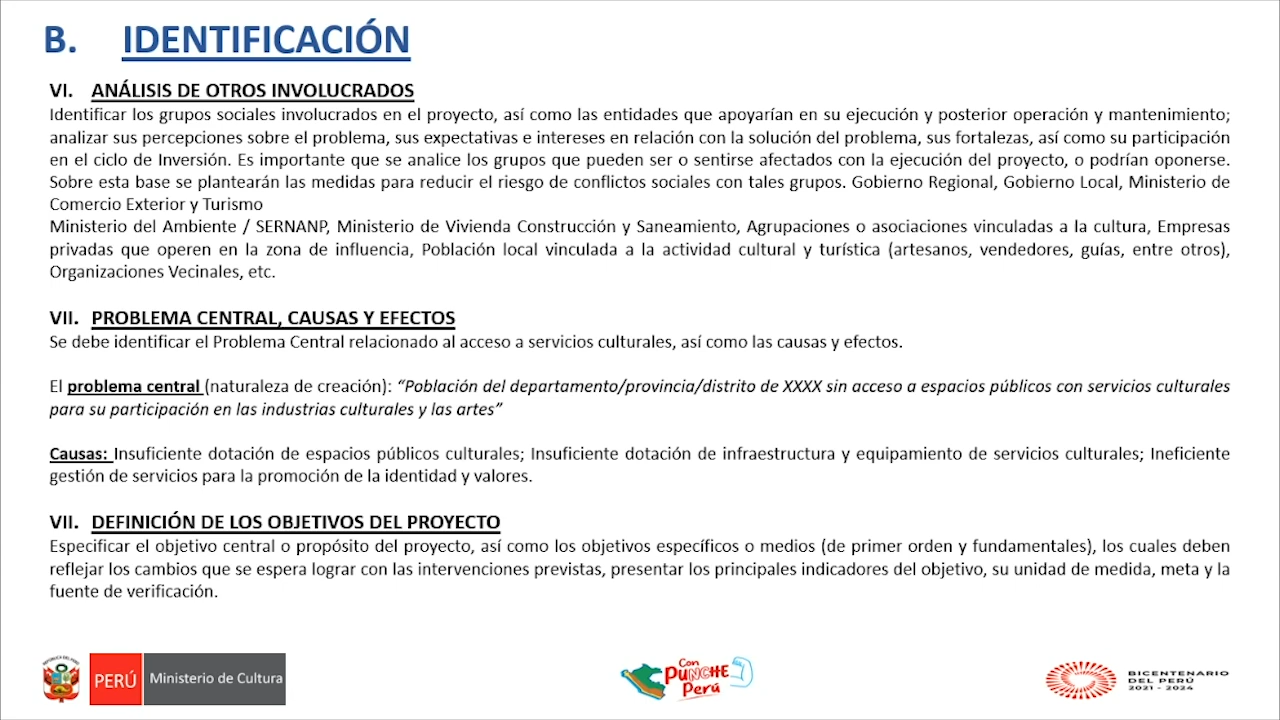 B. IDENTIFICACIÓN
VI. ANÁLISIS DE OTROS INVOLUCRADOS
Identificar los grupos sociales involucrados en el proyecto, así como las entidades que apoyarían en su ejecución y posterior operación y mantenimiento;
analizar sus percepciones sobre el problema, sus expectativas e intereses en relación con la solución del problema, sus fortalezas, así como su participación
en el ciclo de Inversión. Es importante que se analice los grupos que pueden ser o sentirse afectados con la ejecución del proyecto, o podrían oponerse.
Sobre esta base se plantearán las medidas para reducir el riesgo de conflictos sociales con tales grupos. Gobierno Regional, Gobierno Local, Ministerio de
Comercio Exterior y Turismo
Ministerio del Ambiente / SERNANP, Ministerio de Vivienda Construcción y Saneamiento, Agrupaciones o asociaciones vinculadas a la cultura, Empresas
privadas que operen en la zona de influencia, Población local vinculada a la actividad cultural y turística (artesanos, vendedores, guías, entre otros),
Organizaciones Vecinales, etc.
VII. PROBLEMA CENTRAL, CAUSAS Y EFECTOS
Se debe identificar el Problema Central relacionado al acceso a servicios culturales, así como las causas y efectos.
El problema central (naturaleza de creación): “Población del departamento/provincia/distrito de XXXX sin acceso a espacios públicos con servicios culturales
para su participación en las industrias culturales y las artes”
Causas: Insuficiente dotación de espacios públicos culturales; Insuficiente dotación de infraestructura y equipamiento de servicios culturales; Ineficiente
gestión de servicios para la promoción de la identidad y valores.
VII. DEFINICIÓN DE LOS OBJETIVOS DEL PROYECTO
Especificar el objetivo central o propósito del proyecto, así como los objetivos específicos o medios (de primer orden y fundamentales), los cuales deben
reflejar los cambios que se espera lograr con las intervenciones previstas, presentar los principales indicadores del objetivo, su unidad de medida, meta y la
fuente de verificación.
PERÚ Ministerio de Cultura
Con
PUNCHE
Perú
BICENTENARIO
DEL PERÚ
2021 - 2024